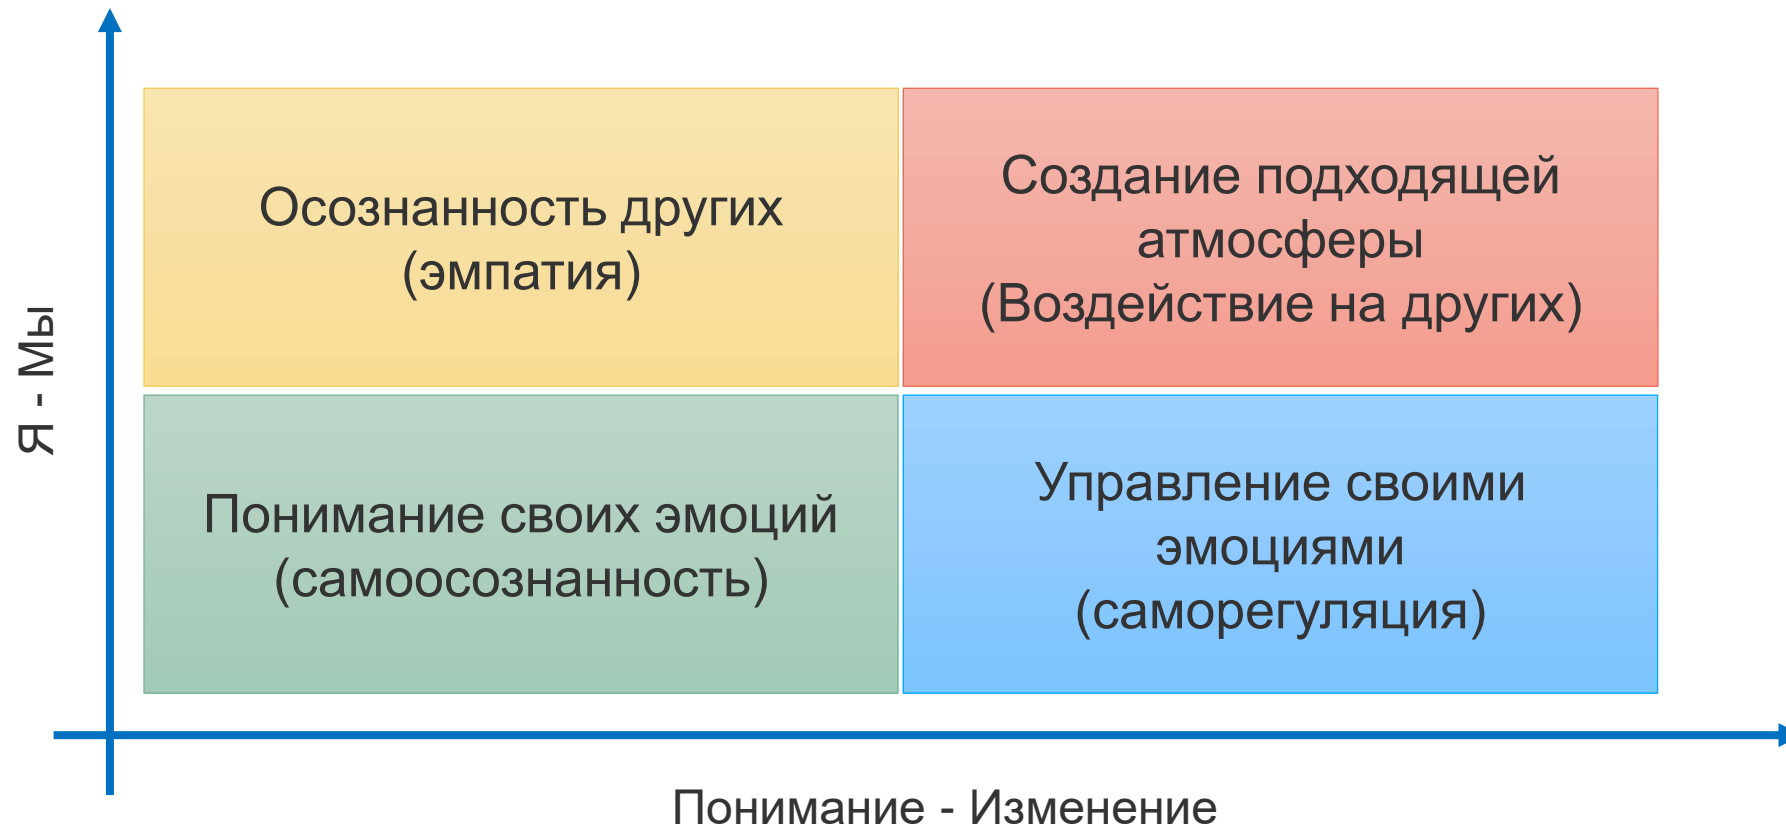 Осознанность других
(эмпатия)
Создание подходящей
атмосферы
(Воздействие на других)
Я - Мы
Понимание своих эмоций
(самоосознанность)
Управление своими
эмоциями
(саморегуляция)
Понимание - Изменение